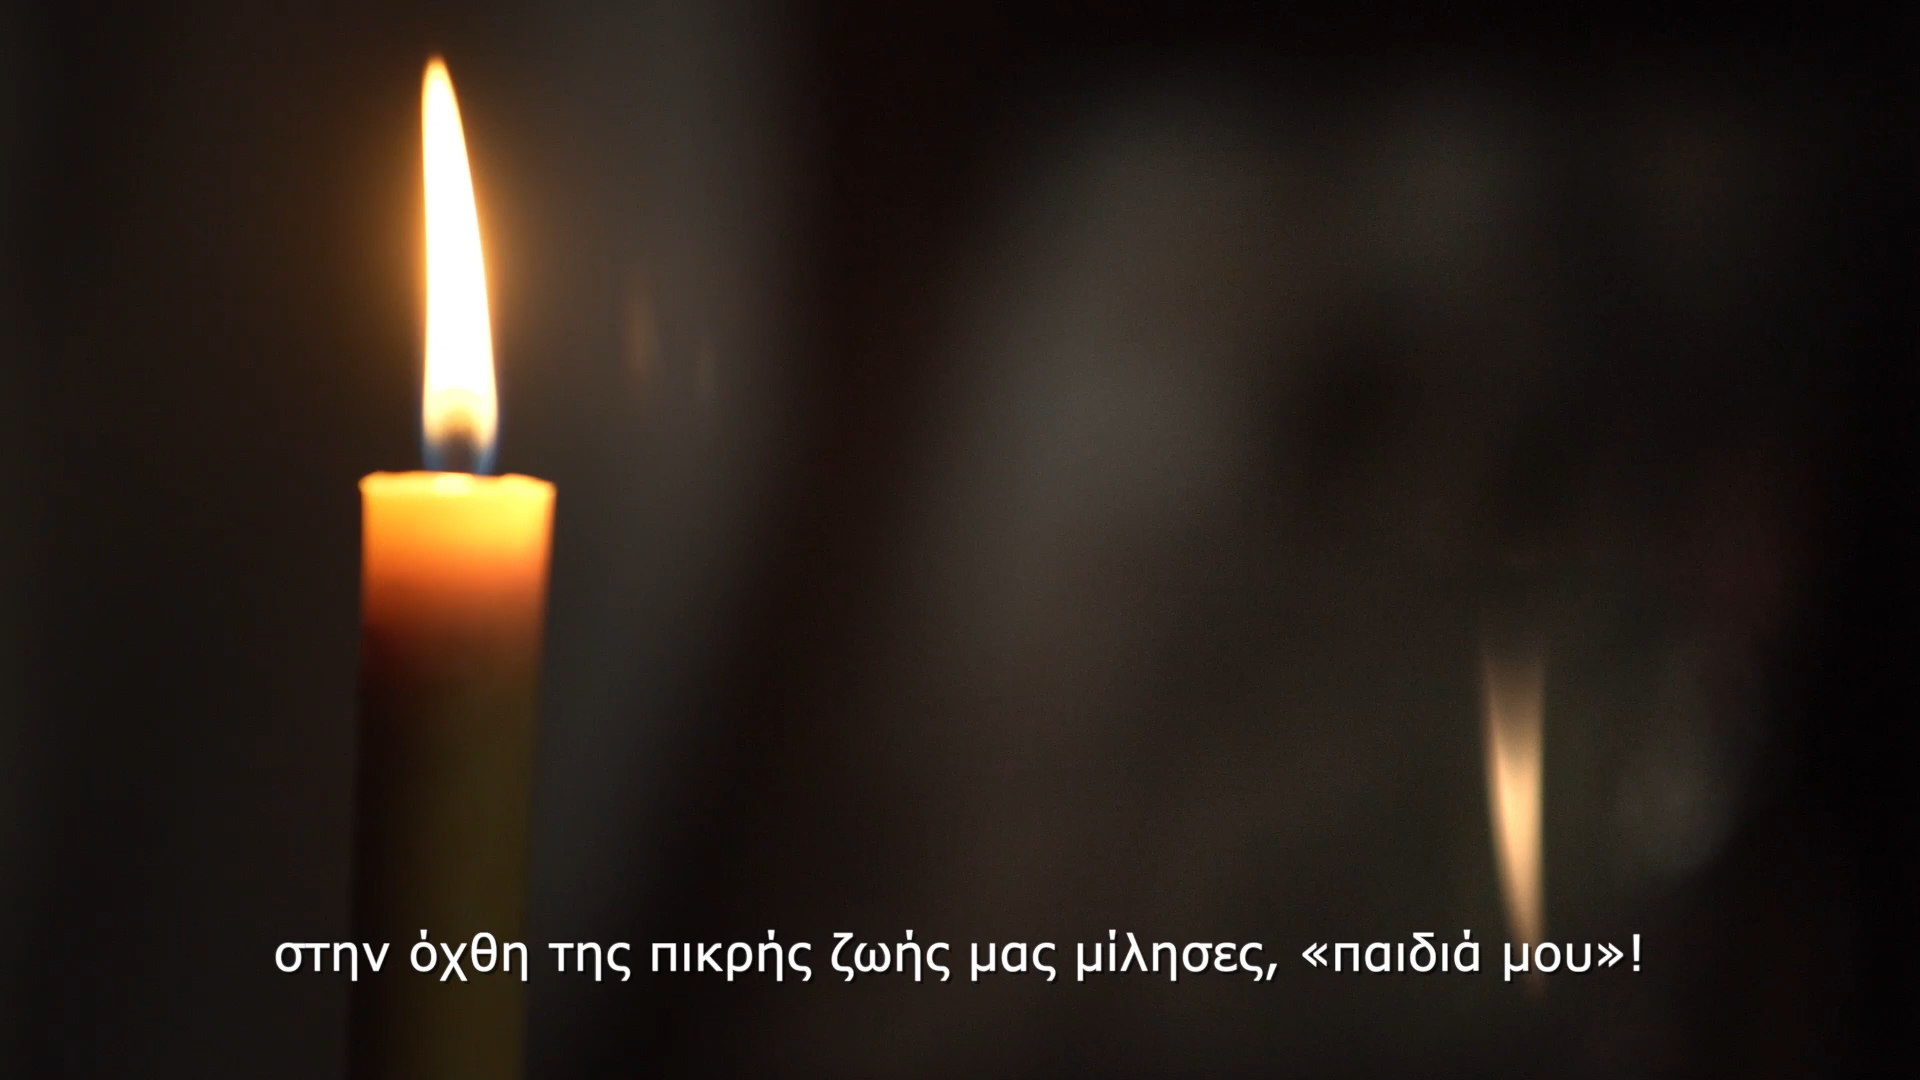 στην όχθη της πικρής ζωής μας μίλησες, «παιδιά μου»!